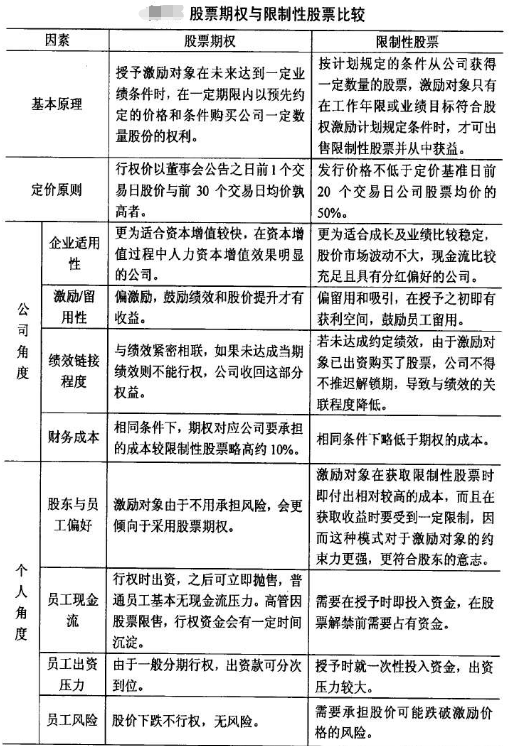 股票期权与限制性股票比较
因素
股票期权
限制性股票
基本原理
授予激励对象在未来达到一定业
绩条件时，在一定期限内以预先约
定的价格和条件购买公司一定数
量股份的权利。
按计划规定的条件从公司获得
一定数量的股票，激励对象只有
在工作年限或业绩目标符合股
权激励计划规定条件时，才可出
售限制性股票并从中获益。
定价原则
行权价以董事会公告之日前1个交
易日股价与前 30 个交易日均价孰
高者。
发行价格不低于定价基准日前
20 个交易日公司股票均价的
50%。
公司角度
企业适用
性
更为适合资本增值较快，在资本增
值过程中人力资本增值效果明显
的公司。
更为适合成长及业绩比较稳定，
股价市场波动不大，现金流比较
充足且具有分红偏好的公司。
激励/留
用性
偏激励，鼓励绩效和股价提升才有
收益。
偏留用和吸引，在授予之初即有
获利空间，鼓励员工留用。
绩效链接
程度
与绩效紧密相联，如果未达成当期
绩效则不能行权，公司收回这部分
权益。
若未达成约定绩效，由于激励对
象已出资购买了股票，公司不得
不推迟解锁期，导致与绩效的关
联程度降低。
财务成本
相同条件下，期权对应公司要承担
的成本较限制性股票略高约10%。
相同条件下略低于期权的成本。
个人角度
股东与员
工偏好
激励对象由于不用承担风险，会更
倾向于采用股票期权。
激励对象在获取限制性股票时
即付出相对较高的成本，而且在
获取收益时要受到一定限制，因
而这种模式对于激励对象的约
束力更强，更符合股东的意志。
员工现金
流
行权时出资，之后可立即抛售，普
通员工基本无现金流压力。高管因
股票限售，行权资金会有一定时间
沉淀。
需要在授予时即投入资金，在股
票解禁前需要占有资金。
员工出资
压力
由于一般分期行权，出资款可分次
到位。
授予时就一次性投入资金，出资
压力较大。
员工风险
股价下跌不行权，无风险。
需要承担股价可能跌破激励价
格的风险。